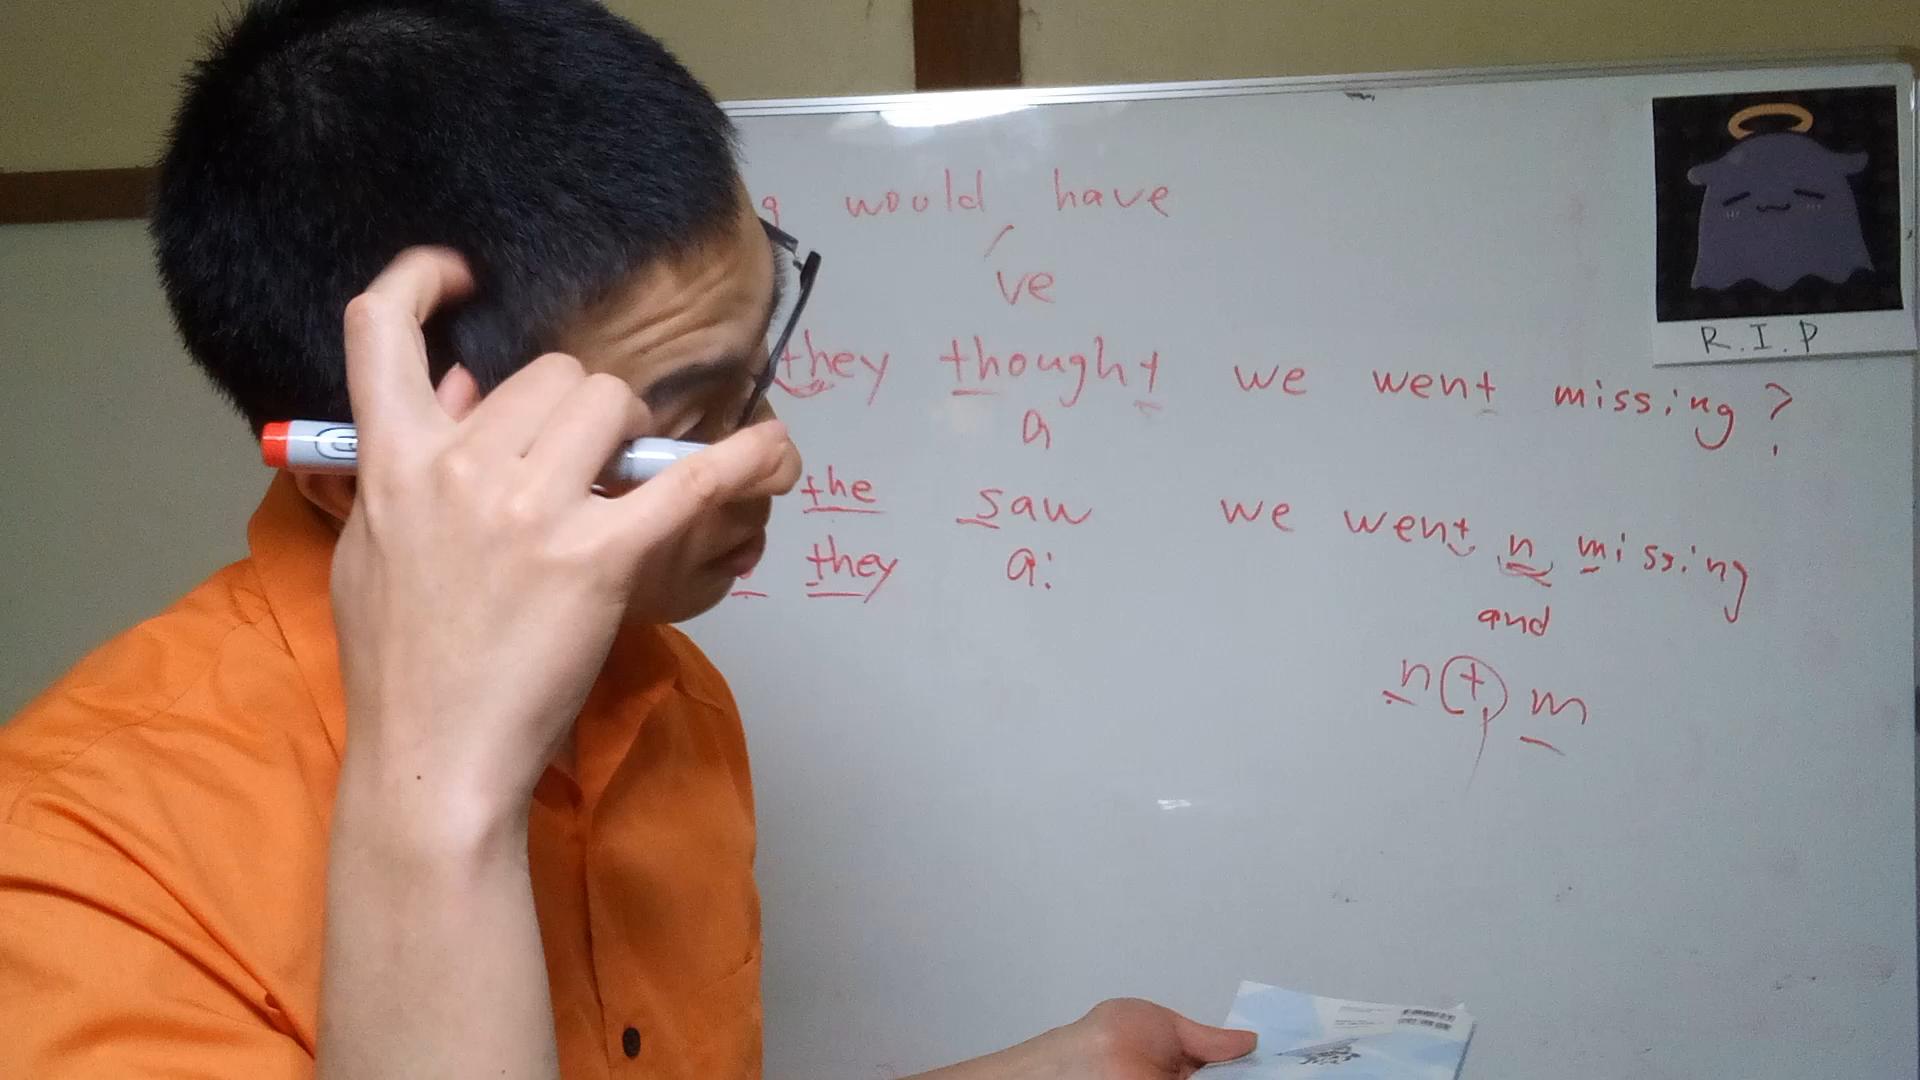 would have
ve
they thought we went missing?
a
the saw we went n missing
they a: and
n(t) m
R.I.P